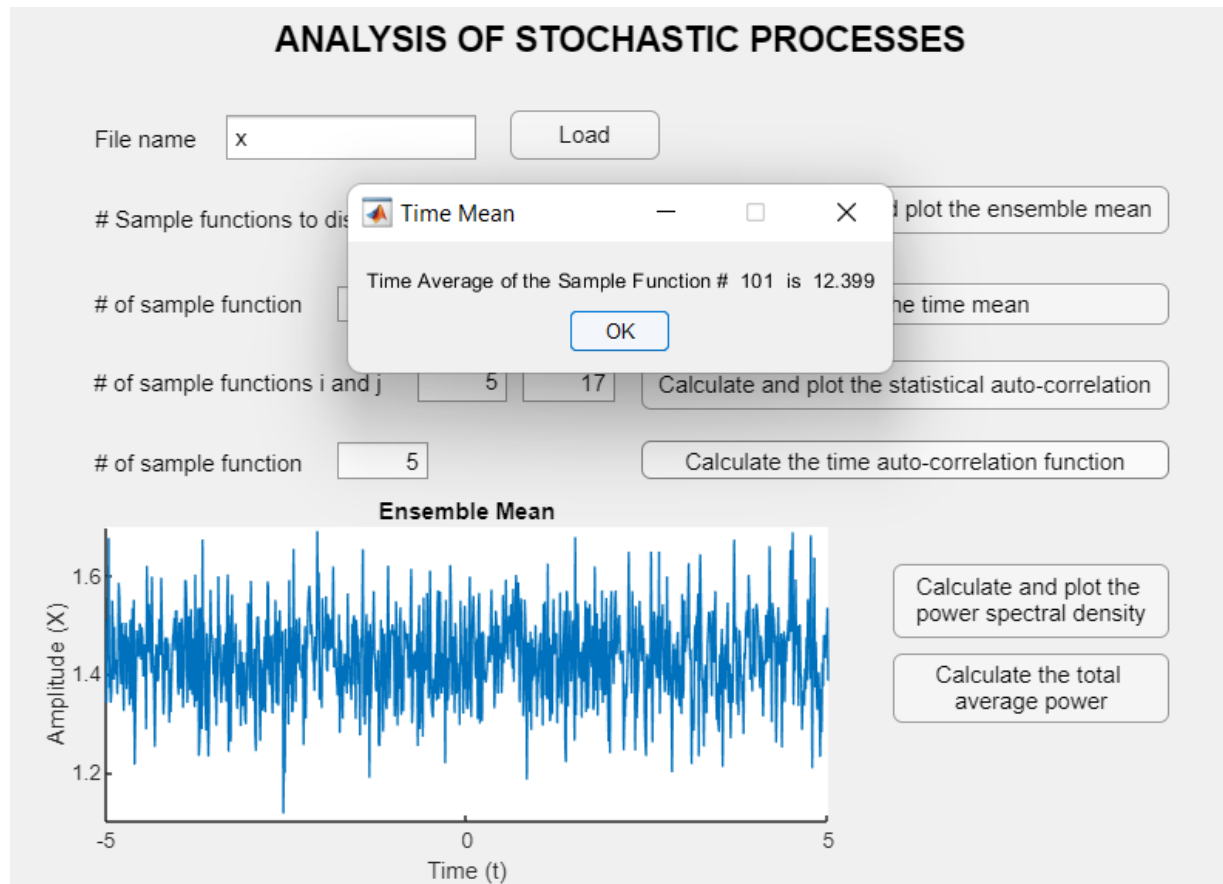 ANALYSIS OF STOCHASTIC PROCESSES
File name x Load
Time Mean
# Sample functions to plot the ensemble mean
Time Average of the Sample Function # 101 is 12.399
# of sample function time mean
OK
# of sample functions i and j 5 17 Calculate and plot the statistical auto-correlation
# of sample function 5 Calculate the time auto-correlation function
Ensemble Mean
1.6
1.4
1.2
Amplitude (X)
-5 0 5
Time (t)
Calculate and plot the
power spectral density
Calculate the total
average power